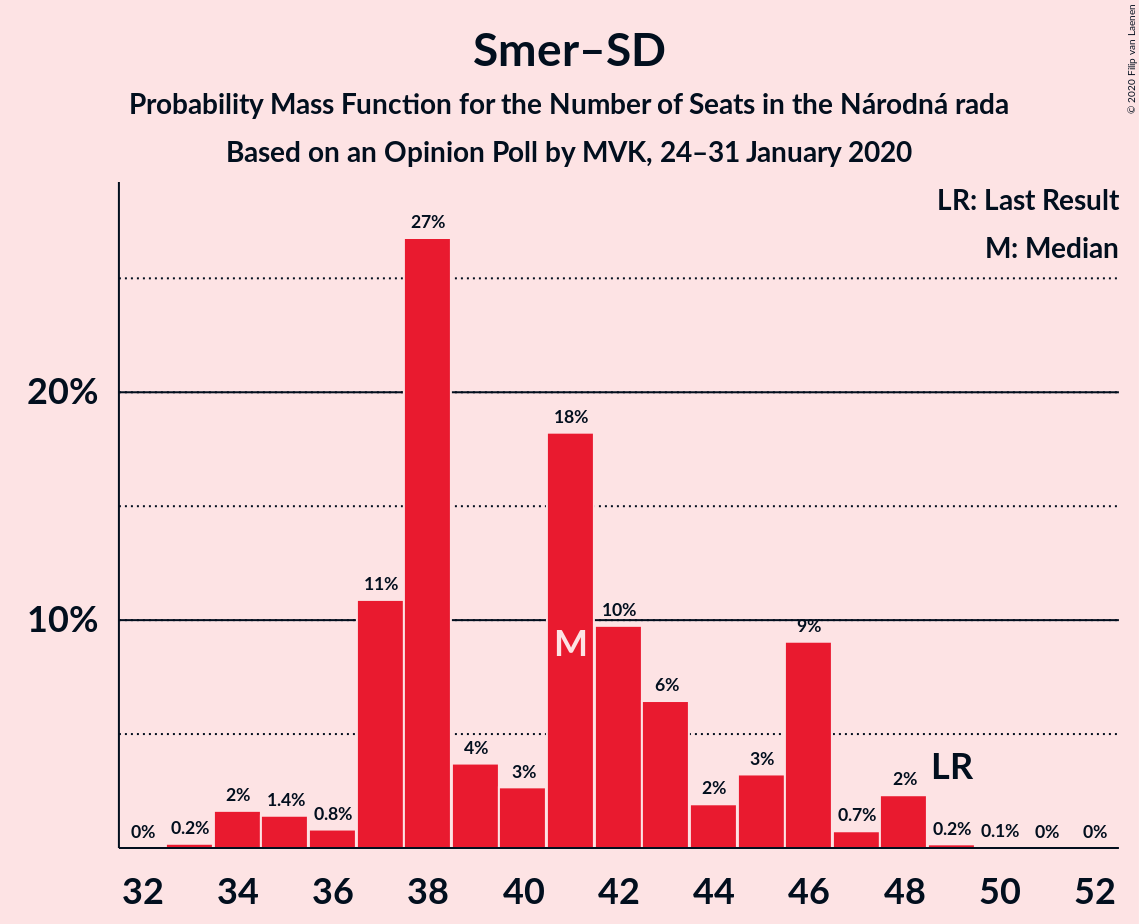 © 2020 Filip van Laenen
Smer–SD
Probability Mass Function for the Number of Seats in the Národná rada
Based on an Opinion Poll by MVK, 24–31 January 2020
LR: Last Result
M: Median
27%
20%
18%
11%
10%
10%
9%
M
6%
4%
3%
3%
LR
2%
2%
2%
1.4%
0.8%
0.7%
0% 0.2% 0.2% 0.1% 0% 0%
32 34 36 38 40 42 44 46 48 50 52